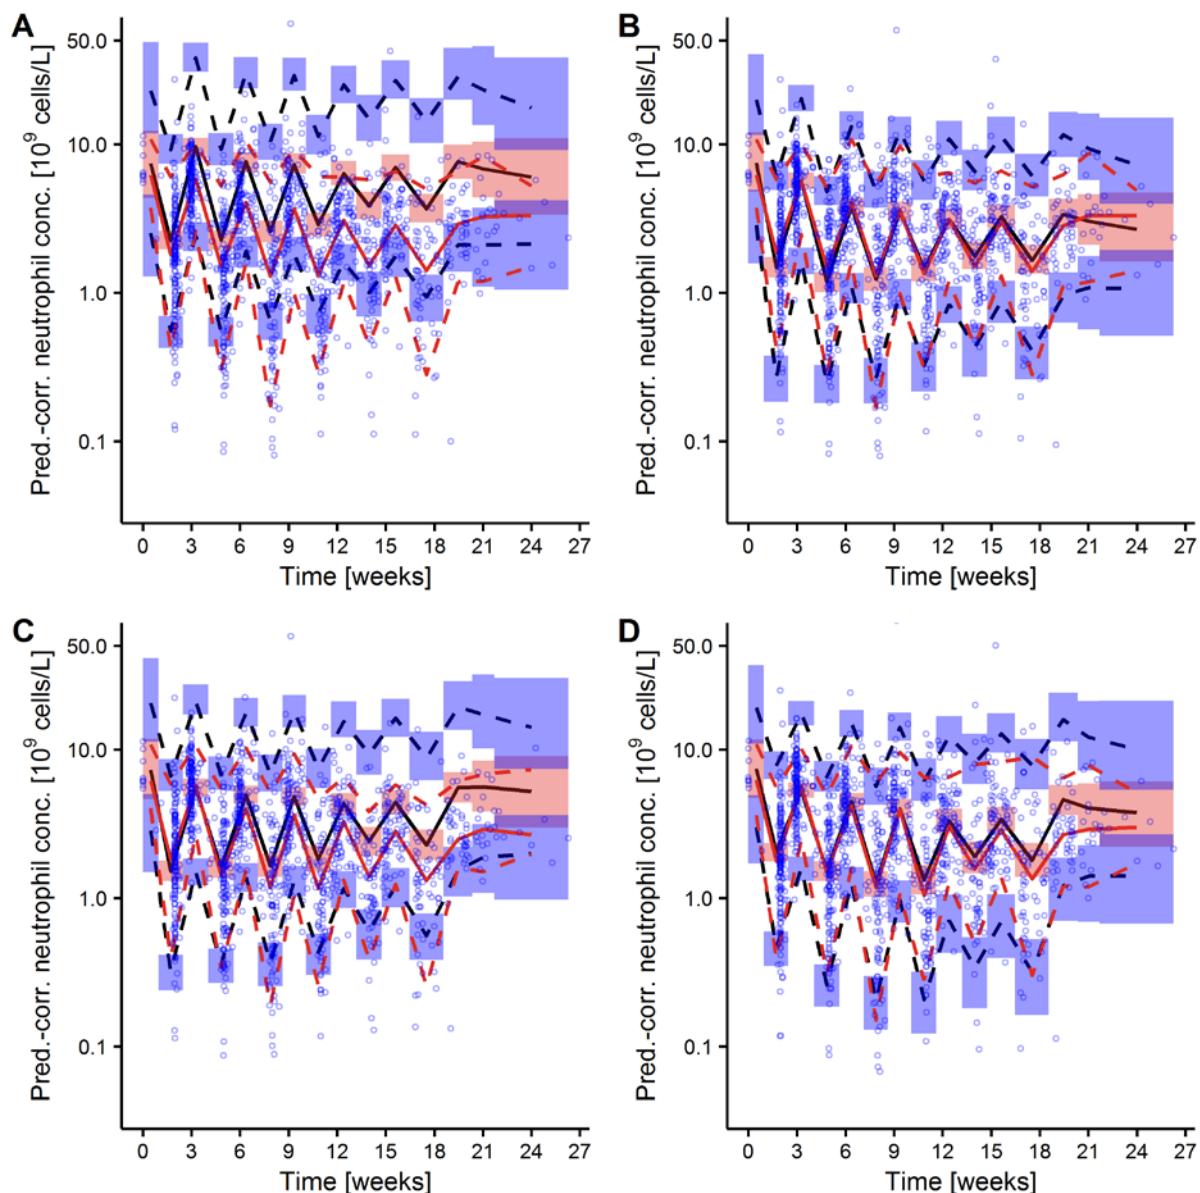 A
Pred.-corr. neutrophil conc. [10⁹ cells/L]
50.0
10.0
1.0
0.1
0 3 6 9 12 15 18 21 24 27
Time [weeks]
B
Pred.-corr. neutrophil conc. [10⁹ cells/L]
50.0
10.0
1.0
0.1
0 3 6 9 12 15 18 21 24 27
Time [weeks]
C
Pred.-corr. neutrophil conc. [10⁹ cells/L]
50.0
10.0
1.0
0.1
0 3 6 9 12 15 18 21 24 27
Time [weeks]
D
Pred.-corr. neutrophil conc. [10⁹ cells/L]
50.0
10.0
1.0
0.1
0 3 6 9 12 15 18 21 24 27
Time [weeks]